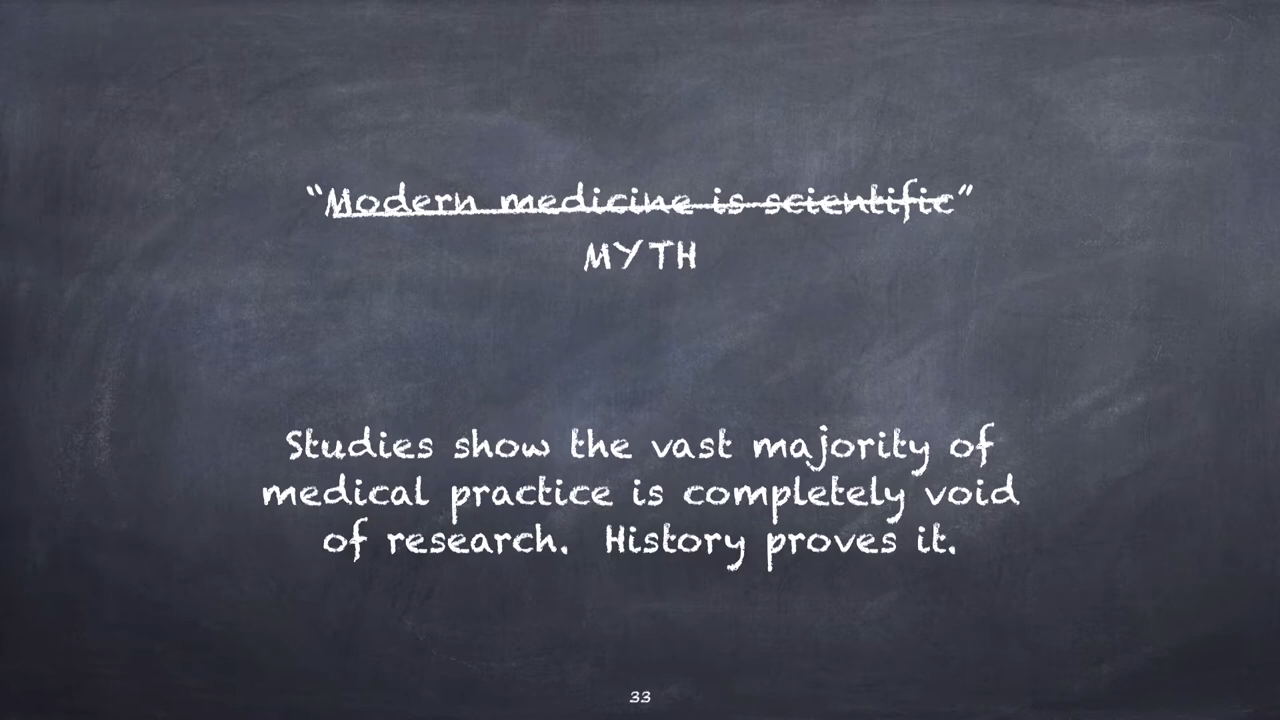 “Modern medicine is scientific”
MYTH
Studies show the vast majority of
medical practice is completely void
of research.  History proves it.
33